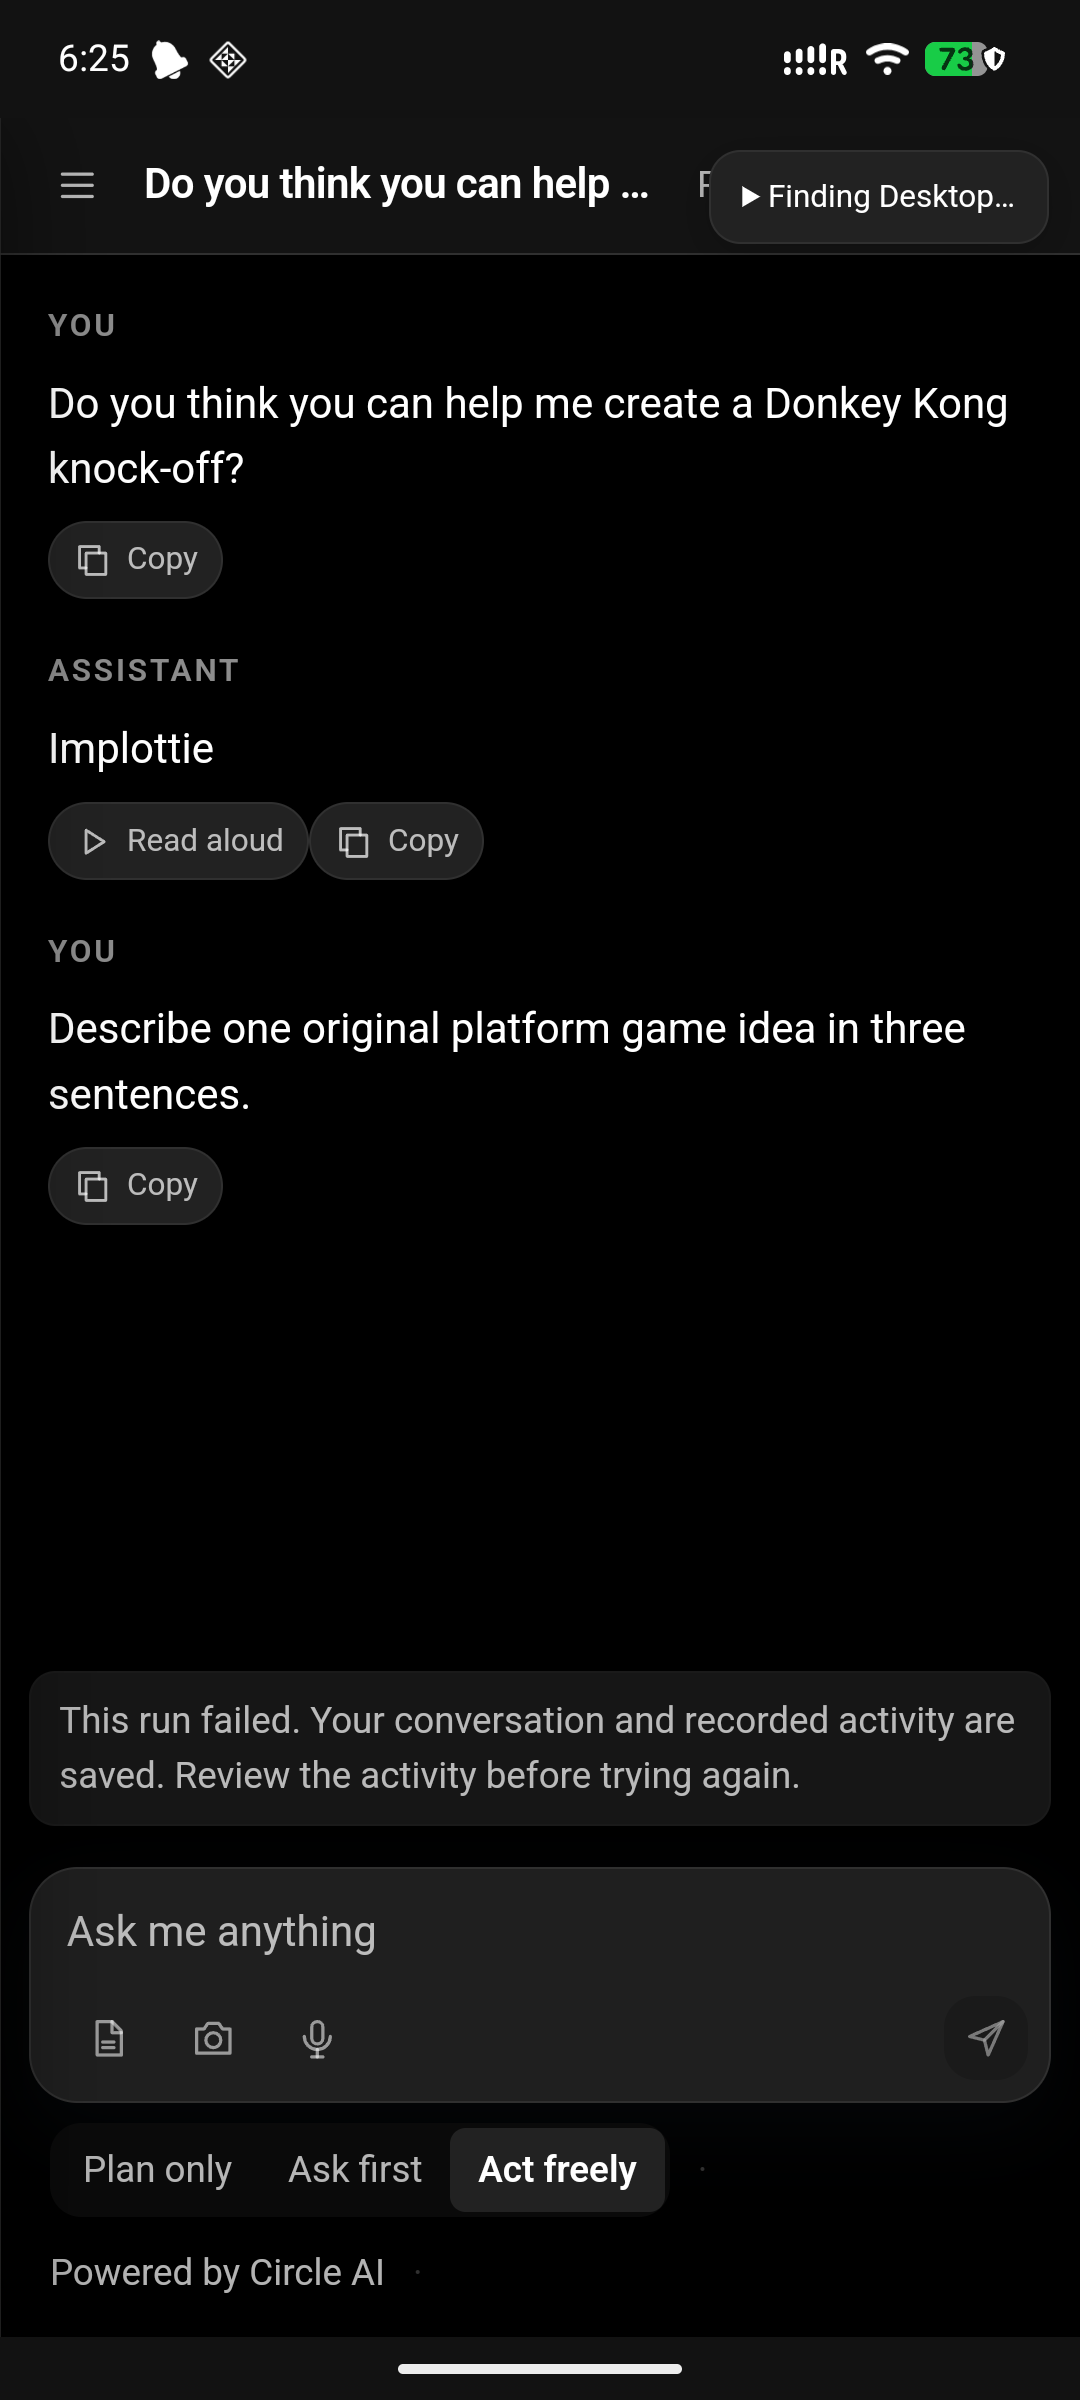 6:25
R
73
Do you think you can help ...
Finding Desktop...
YOU
Do you think you can help me create a Donkey Kong
knock-off?
Copy
ASSISTANT
Implottie
Read aloud
Copy
YOU
Describe one original platform game idea in three
sentences.
Copy
This run failed. Your conversation and recorded activity are
saved. Review the activity before trying again.
Ask me anything
Plan only
Ask first
Act freely
Powered by Circle AI